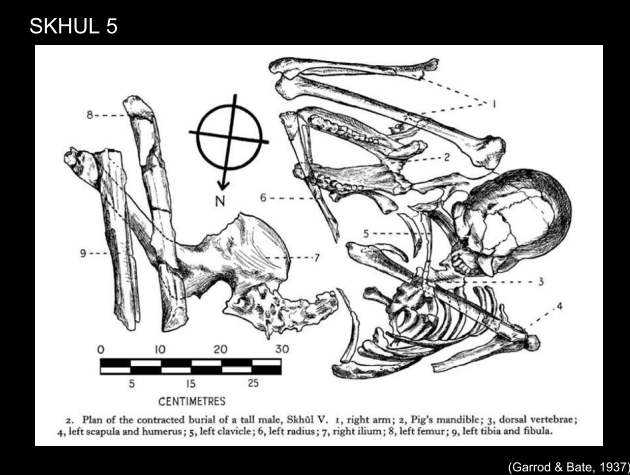 SKHUL 5
8
1
2
N
6
5
9
7
3
4
0 10 20 30
5 15 25
CENTIMETRES
2. Plan of the contracted burial of a tall male, Skhūl V. 1, right arm; 2, Pig's mandible; 3, dorsal vertebrae;
4, left scapula and humerus; 5, left clavicle; 6, left radius; 7, right ilium; 8, left femur; 9, left tibia and fibula.
(Garrod & Bate, 1937)